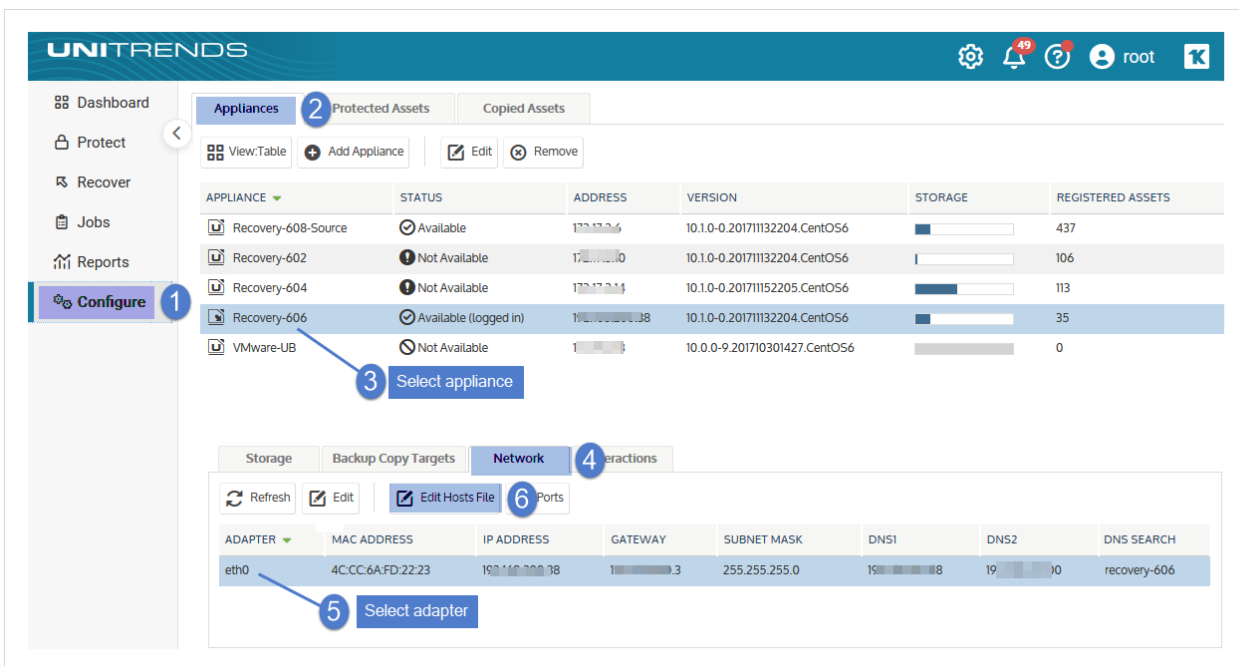 UNITRENDS
49
root
Dashboard
Protect
Recover
Jobs
Reports
Configure 1
Appliances 2 Protected Assets Copied Assets
View:Table Add Appliance Edit Remove
APPLIANCE STATUS ADDRESS VERSION STORAGE REGISTERED ASSETS
Recovery-608-Source Available 10.1.0-0.201711132204.CentOS6 437
Recovery-602 Not Available 10.1.0-0.201711132204.CentOS6 106
Recovery-604 Not Available 10.1.0-0.201711152205.CentOS6 113
Recovery-606 Available (logged in) 10.1.0-0.201711132204.CentOS6 35
VMware-UB Not Available 10.0.0-9.201710301427.CentOS6 0
3 Select appliance
Storage Backup Copy Targets Network 4 eractions
Refresh Edit Edit Hosts File 6 Ports
ADAPTER MAC ADDRESS IP ADDRESS GATEWAY SUBNET MASK DNS1 DNS2 DNS SEARCH
eth0 4C:CC:6A:FD:22:23 255.255.255.0 recovery-606
5 Select adapter